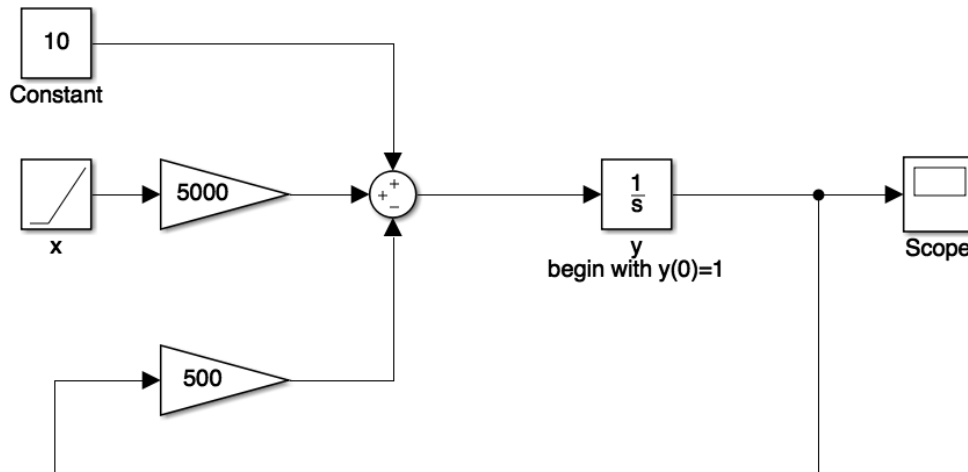 10
Constant
5000
x
+
+
−
1
s
y
begin with y(0)=1
Scope
500